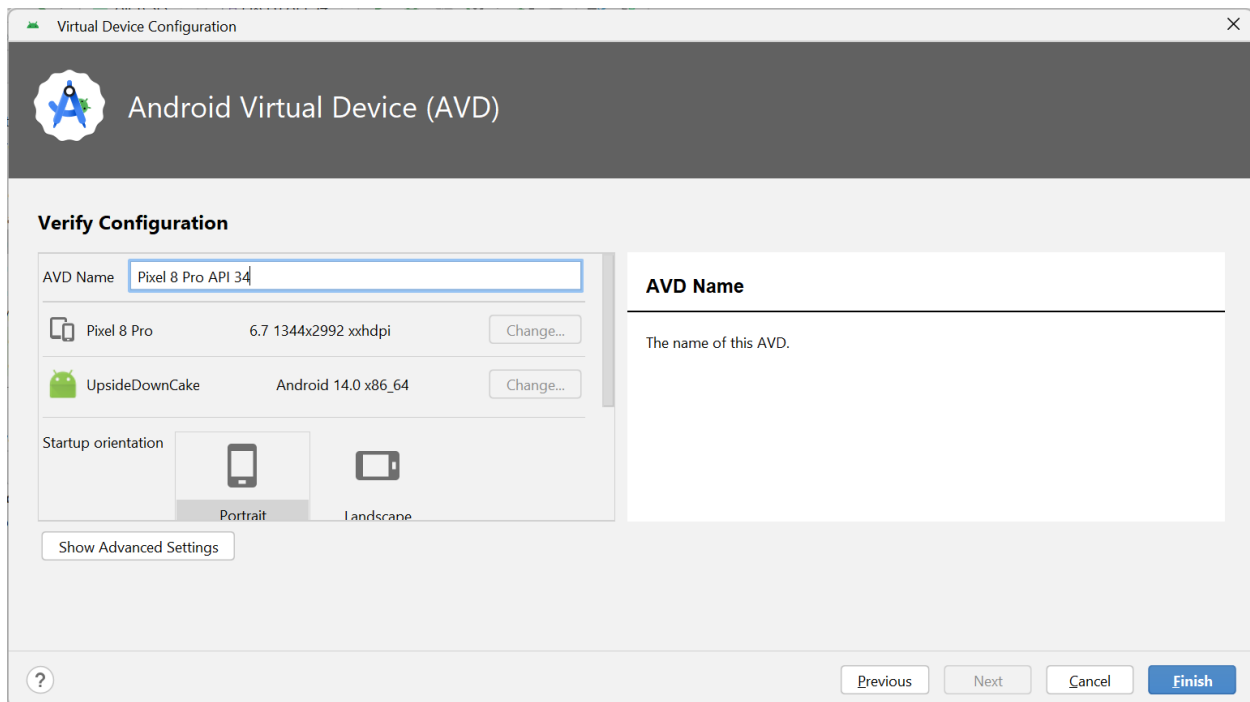 Virtual Device Configuration
Android Virtual Device (AVD)
Verify Configuration
AVD Name Pixel 8 Pro API 34
Pixel 8 Pro 6.7 1344x2992 xxhdpi Change...
UpsideDownCake Android 14.0 x86_64 Change...
Startup orientation
Portrait Landscape
Show Advanced Settings
AVD Name
The name of this AVD.
? Previous Next Cancel Finish